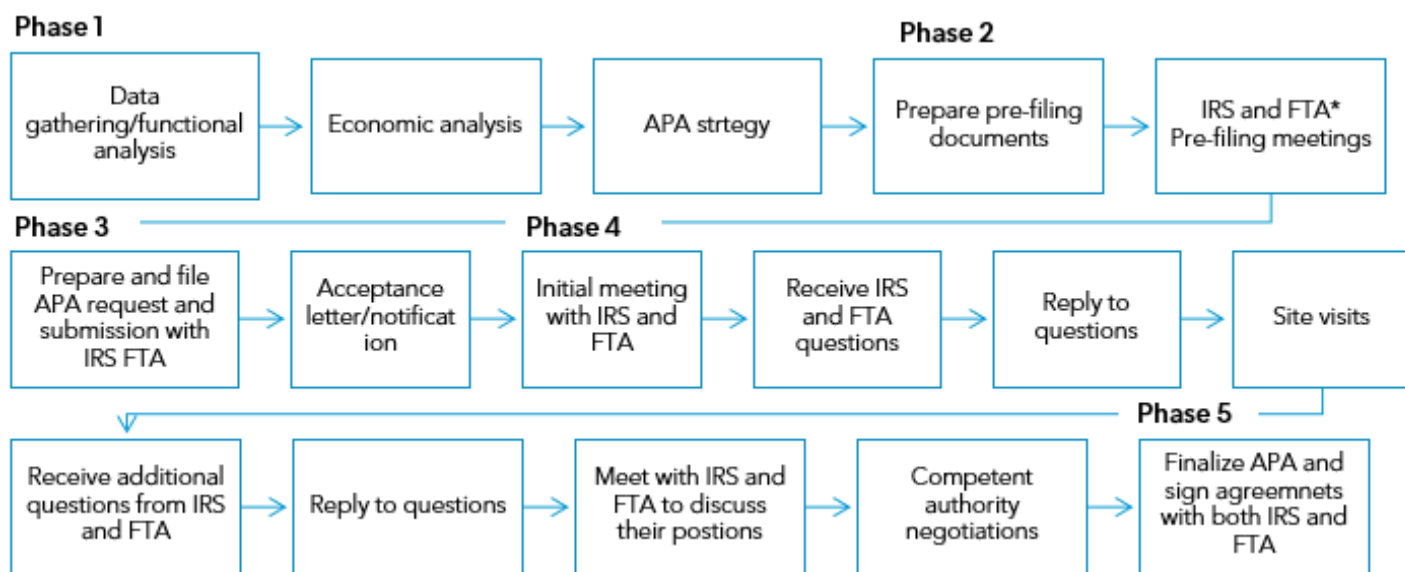 Phase 1
Phase 2
Data
gathering/functional
analysis
Economic analysis
APA strtegy
Prepare pre-filing
documents
IRS and FTA*
Pre-filing meetings
Phase 3
Phase 4
Prepare and file
APA request and
submission with
IRS FTA
Acceptance
letter/notificat
ion
Initial meeting
with IRS and
FTA
Receive IRS
and FTA
questions
Reply to
questions
Site visits
Phase 5
Receive additional
questions from IRS
and FTA
Reply to questions
Meet with IRS and
FTA to discuss
their postions
Competent
authority
negotiations
Finalize APA and
sign agreemnets
with both IRS and
FTA